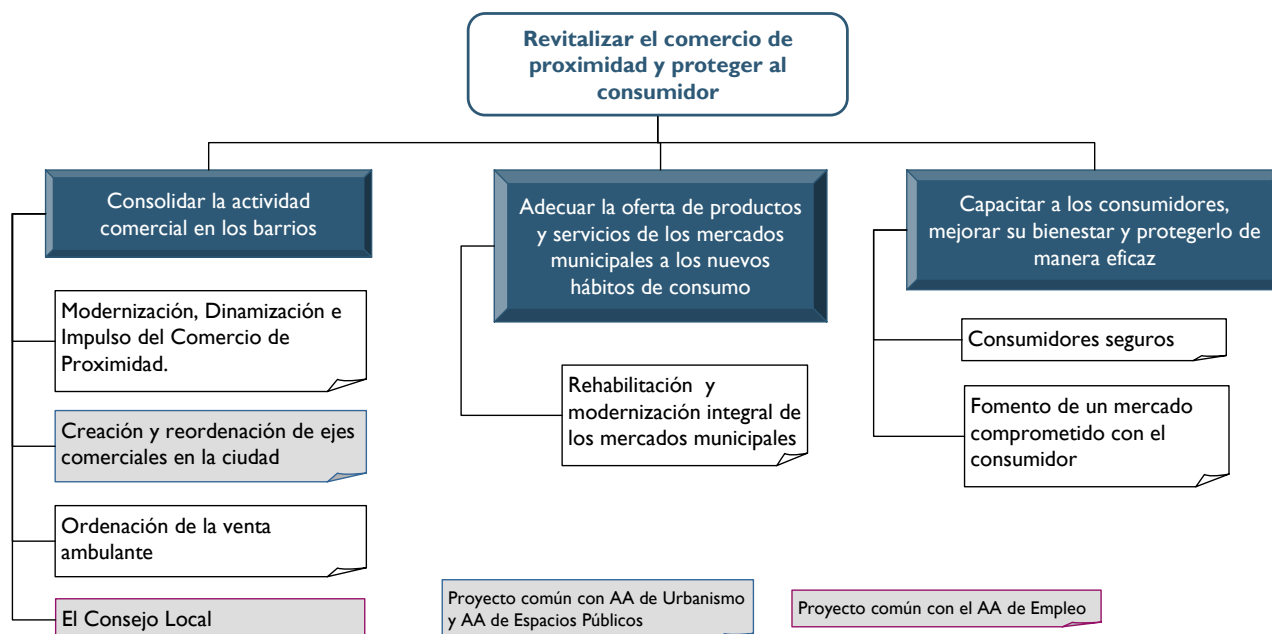 Revitalizar el comercio de
proximidad y proteger al
consumidor
Consolidar la actividad
comercial en los barrios
Modernización, Dinamización e
Impulso del Comercio de
Proximidad.
Creación y reordenación de ejes
comerciales en la ciudad
Ordenación de la venta
ambulante
El Consejo Local
Adecuar la oferta de productos
y servicios de los mercados
municipales a los nuevos
hábitos de consumo
Rehabilitación y
modernización integral de
los mercados municipales
Capacitar a los consumidores,
mejorar su bienestar y protegerlo de
manera eficaz
Consumidores seguros
Fomento de un mercado
comprometido con el
consumidor
Proyecto común con AA de Urbanismo
y AA de Espacios Públicos
Proyecto común con el AA de Empleo